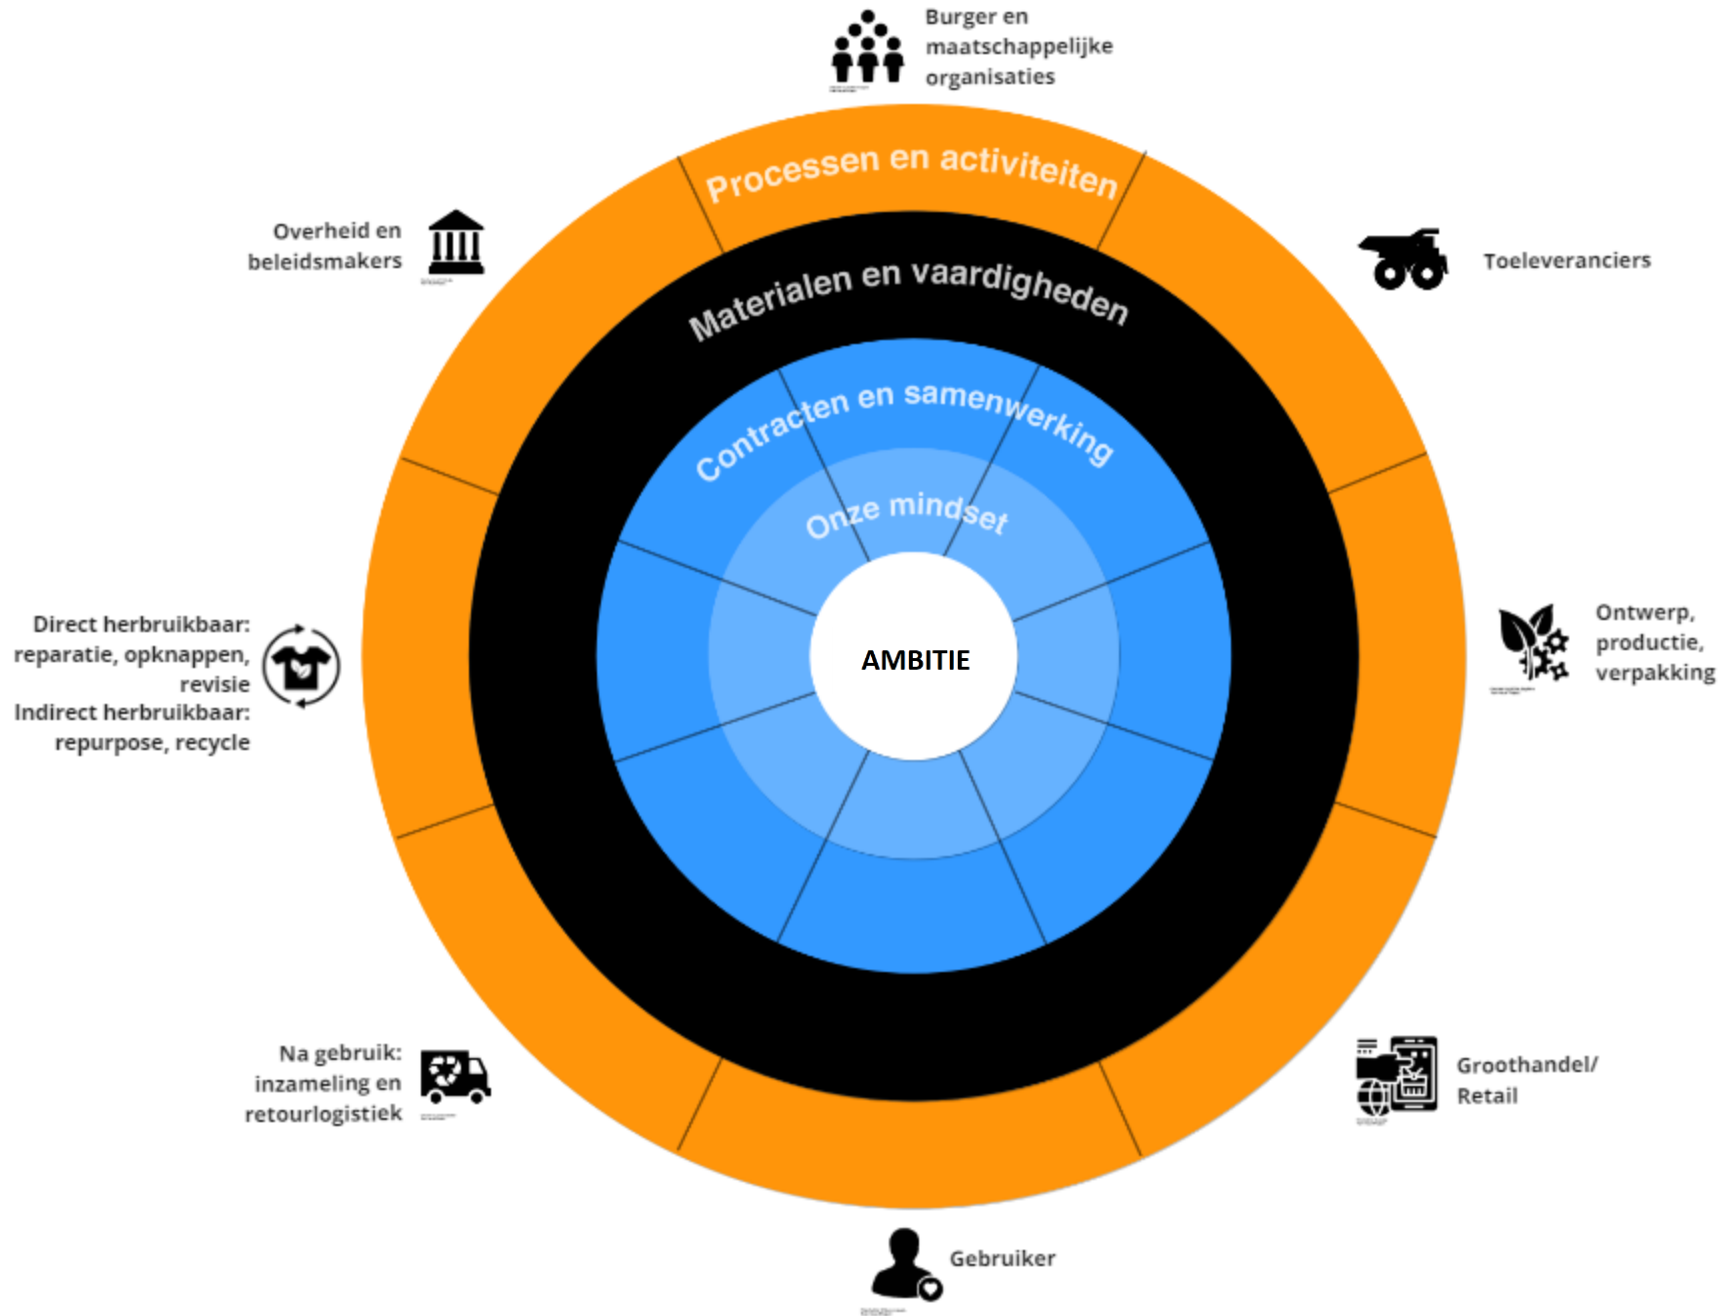 Burger en
maatschappelijke
organisaties
Processen en activiteiten
Overheid en
beleidsmakers
Toeleveranciers
Materialen en vaardigheden
Contracten en samenwerking
Onze mindset
AMBITIE
Direct herbruikbaar:
reparatie, opknappen,
revisie
Indirect herbruikbaar:
repurpose, recycle
Ontwerp,
productie,
verpakking
Na gebruik:
inzameling en
retourlogistiek
Groothandel/
Retail
Gebruiker